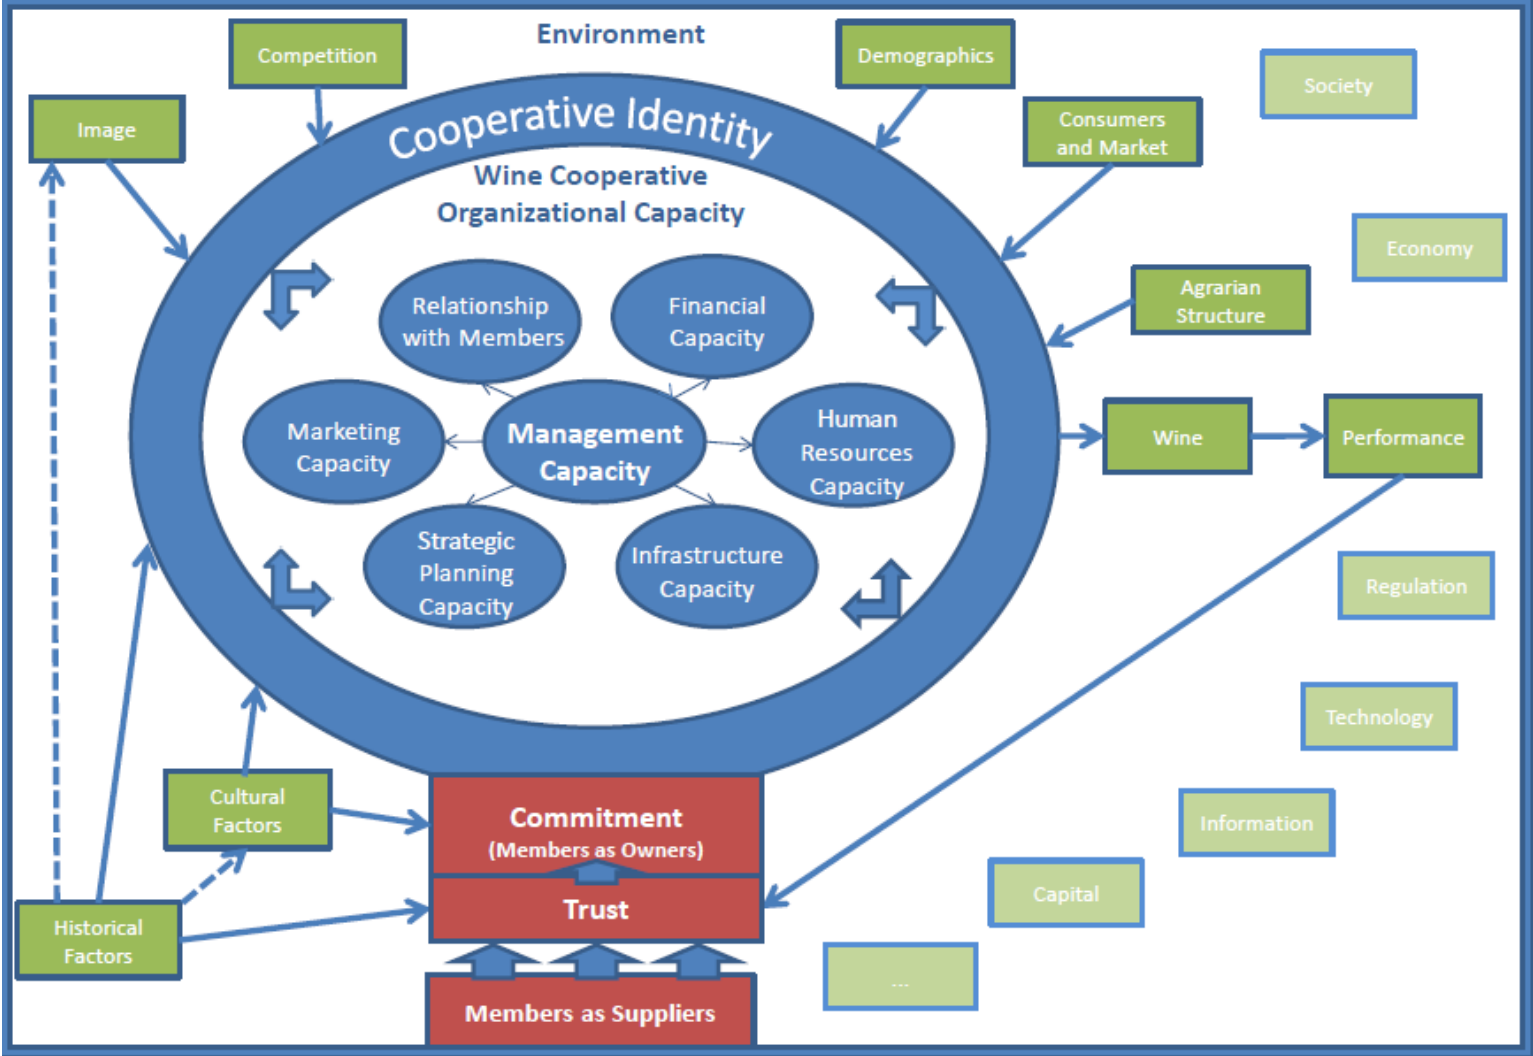 Environment
Competition
Demographics
Society
Image
Consumers
and Market
Cooperative Identity
Wine Cooperative
Organizational Capacity
Economy
Agrarian
Structure
Relationship
with Members
Financial
Capacity
Marketing
Capacity
Management
Capacity
Human
Resources
Capacity
Wine
Performance
Strategic
Planning
Capacity
Infrastructure
Capacity
Regulation
Technology
Cultural
Factors
Commitment
(Members as Owners)
Information
Capital
Trust
Historical
Factors
...
Members as Suppliers